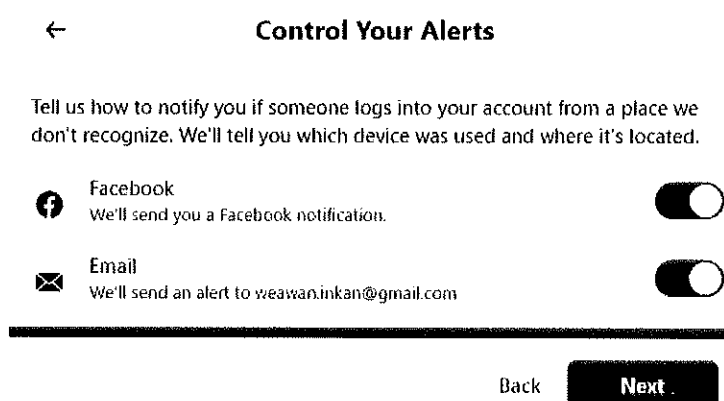 Control Your Alerts
Tell us how to notify you if someone logs into your account from a place we
don't recognize. We'll tell you which device was used and where it's located.
Facebook
We'll send you a Facebook notification.
Email
We'll send an alert to weawan.inkan@gmail.com
Back
Next